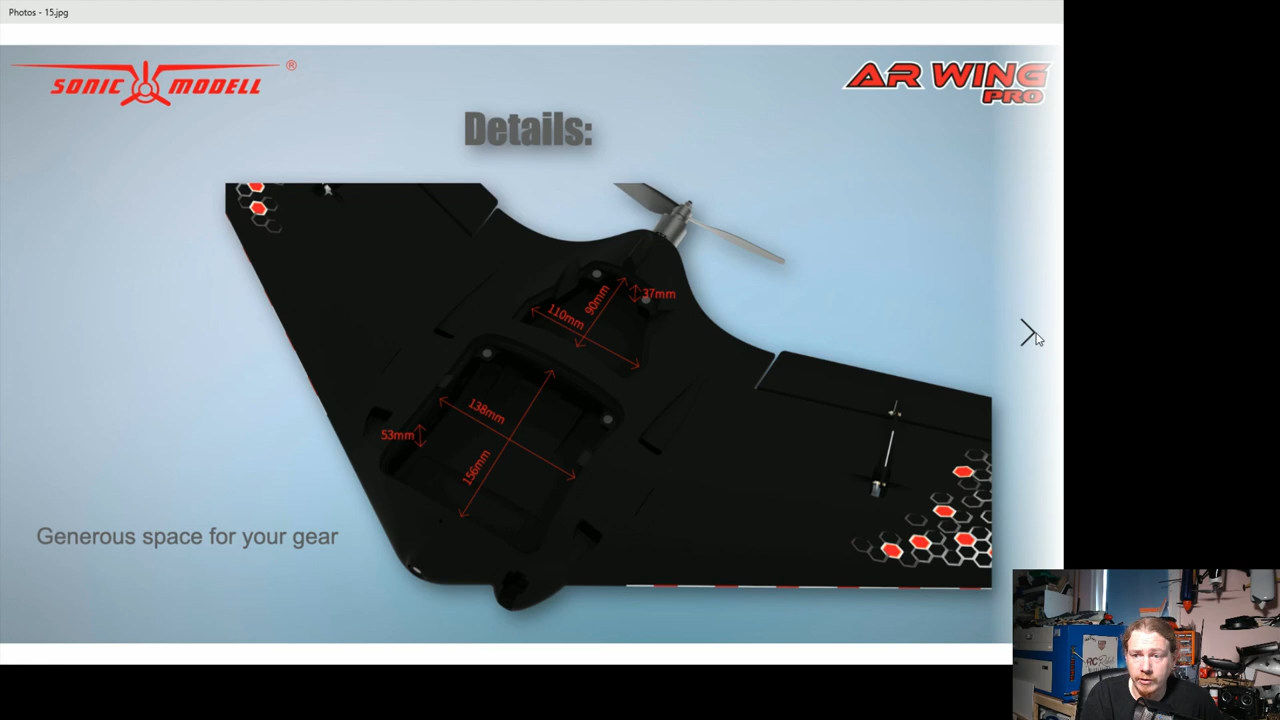 Photos - 15.jpg
SONIC MODELL ®
AR WING
PRO
Details:
37mm
90mm
110mm
138mm
53mm
156mm
Generous space for your gear